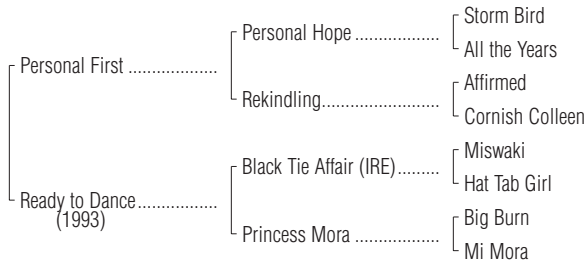 Storm Bird
Personal Hope ..................
All the Years
Personal First ...................
Affirmed
Rekindling.........................
Cornish Colleen
Miswaki
Black Tie Affair (IRE).........
Hat Tab Girl
Ready to Dance.................
(1993)
Big Burn
Princess Mora ..................
Mi Mora